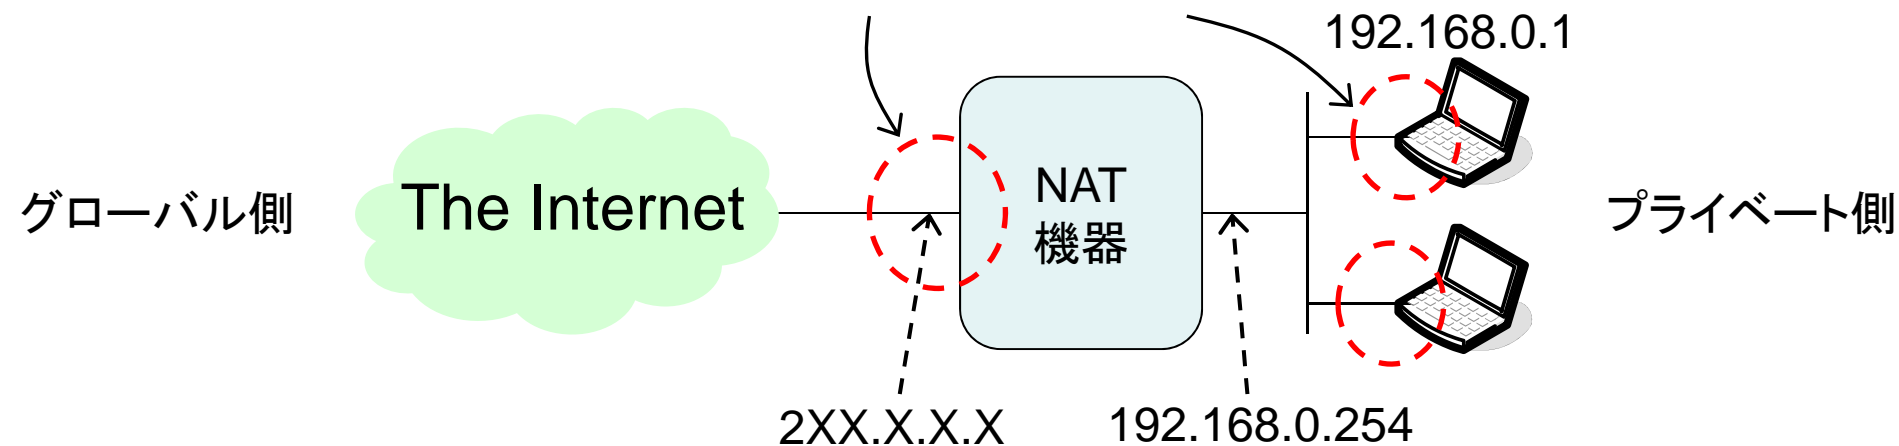 192.168.0.1
グローバル側
The Internet
NAT
機器
プライベート側
2XX.X.X.X
192.168.0.254